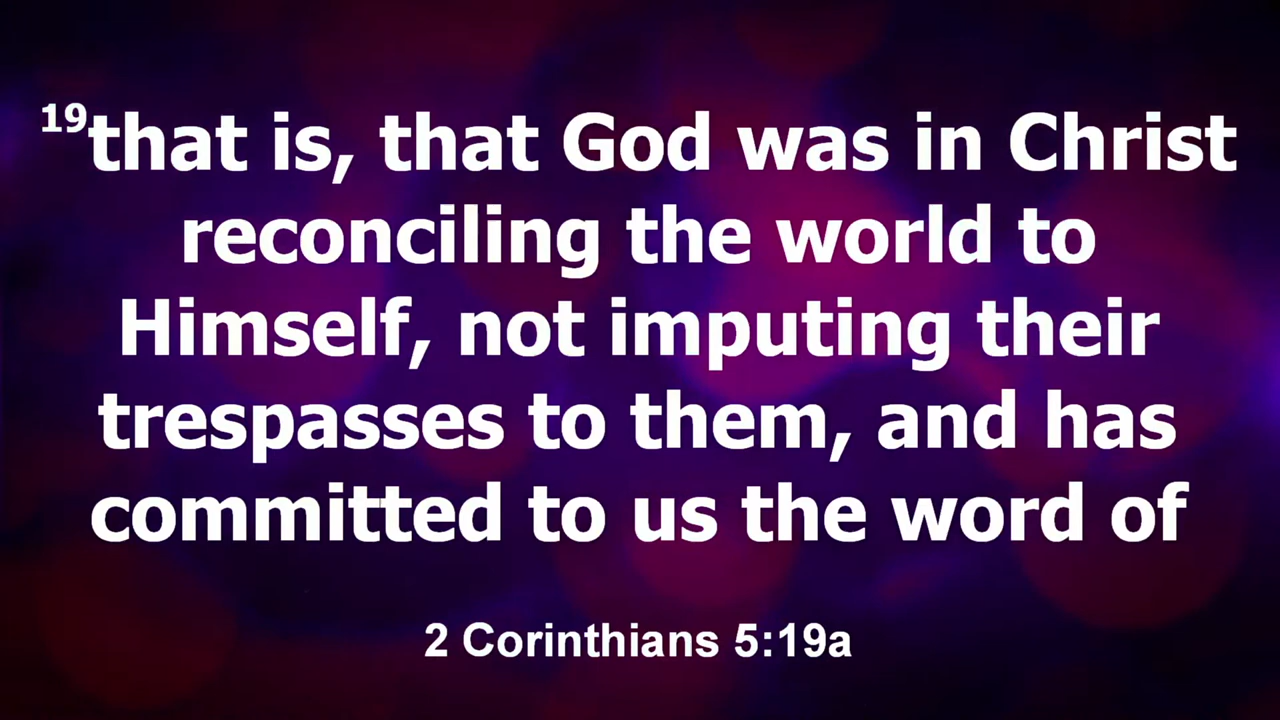 19that is, that God was in Christ
reconciling the world to
Himself, not imputing their
trespasses to them, and has
committed to us the word of
2 Corinthians 5:19a